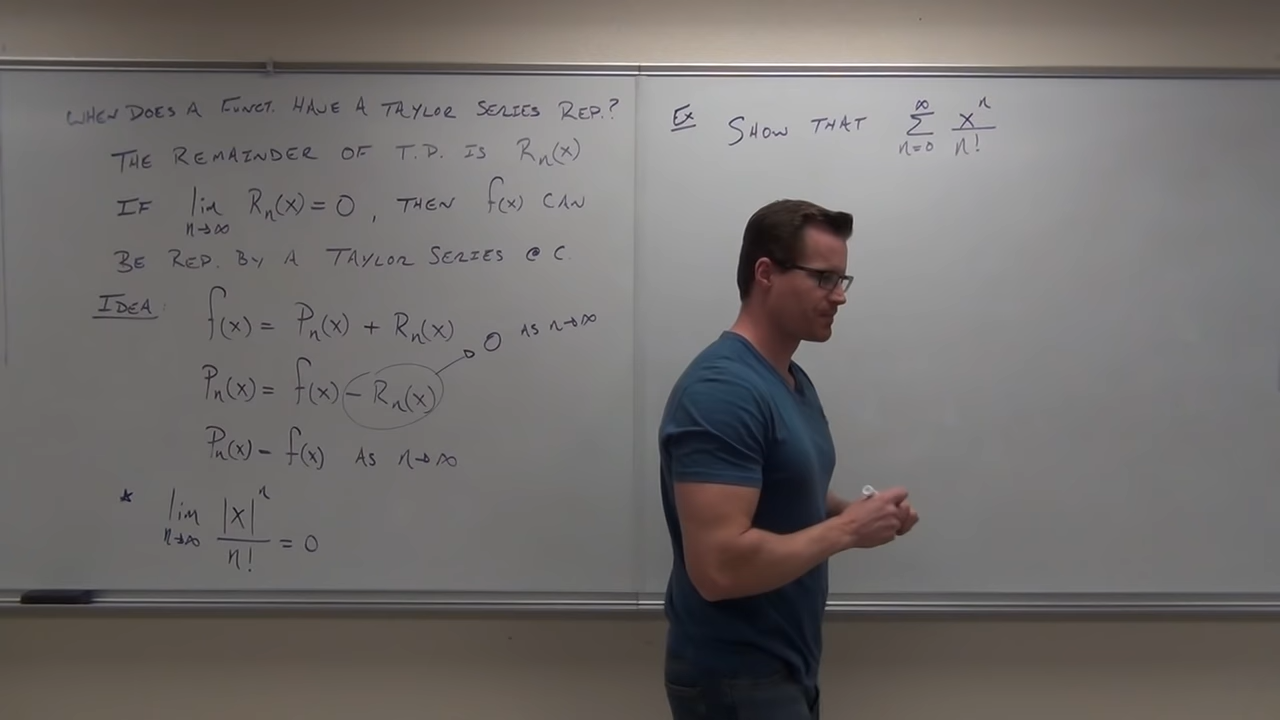 WHEN DOES A FUNCT. HAVE A TAYLOR SERIES REP.?
THE REMAINDER OF T.P. IS Rₙ(x)
IF lim n→∞ Rₙ(x) = 0, THEN f(x) CAN
BE REP. BY A TAYLOR SERIES @ C.
IDEA: f(x) = Pₙ(x) + Rₙ(x)
Pₙ(x) = f(x) - Rₙ(x) 0 AS n→∞
Pₙ(x) - f(x) AS n→∞
* lim n→∞ |x|ⁿ / n! = 0
Ex SHOW THAT ∞ Σ n=0 xⁿ / n!